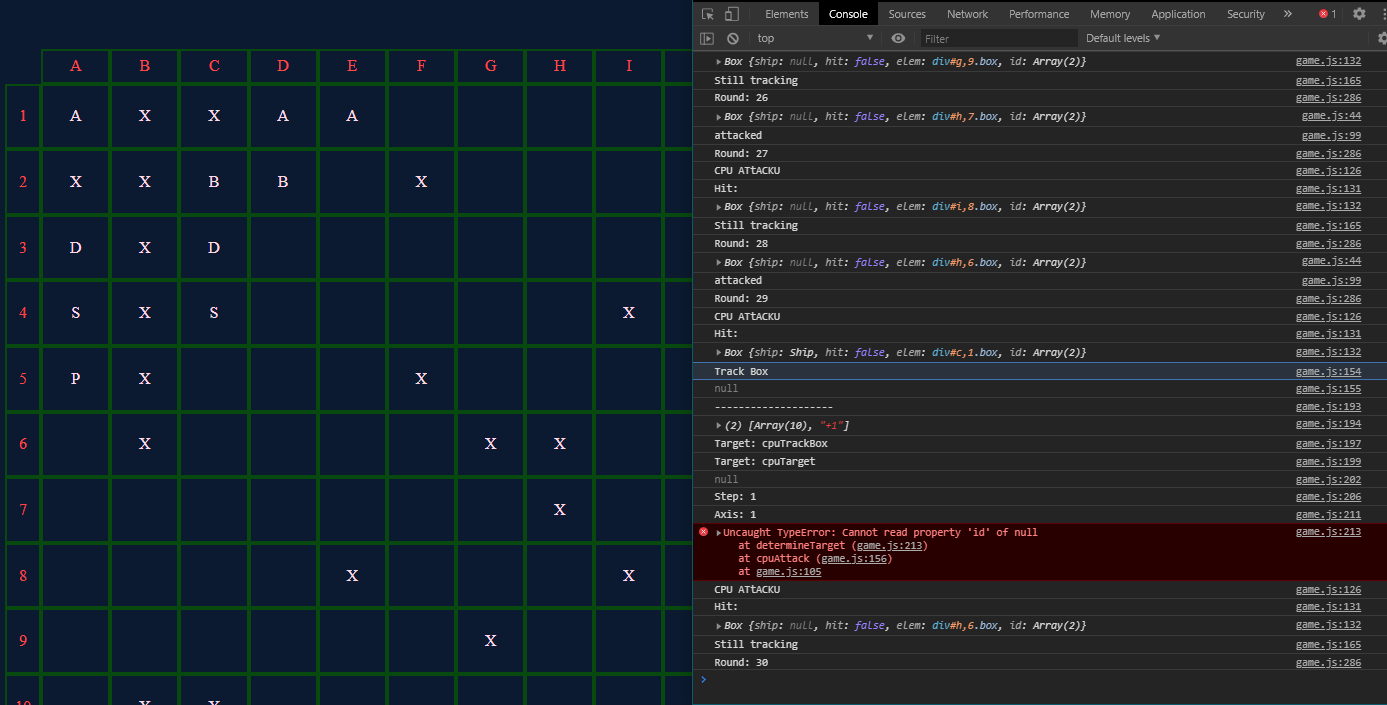 A B C D E F G H I
1 A X X A A
2 X X B B X
3 D X D
4 S X S X
5 P X X
6 X X X
7 X
8 X X
9 X
10 X X
Elements Console Sources Network Performance Memory Application Security » 1
top Filter Default levels
Box {ship: null, hit: false, elem: div#g,9.box, id: Array(2)} game.js:132
Still tracking game.js:165
Round: 26 game.js:286
Box {ship: null, hit: false, elem: div#h,7.box, id: Array(2)} game.js:44
attacked game.js:99
Round: 27 game.js:286
CPU ATtACKU game.js:126
Hit: game.js:131
Box {ship: null, hit: false, elem: div#i,8.box, id: Array(2)} game.js:132
Still tracking game.js:165
Round: 28 game.js:286
Box {ship: null, hit: false, elem: div#h,6.box, id: Array(2)} game.js:44
attacked game.js:99
Round: 29 game.js:286
CPU ATtACKU game.js:126
Hit: game.js:131
Box {ship: Ship, hit: false, elem: div#c,1.box, id: Array(2)} game.js:132
Track Box game.js:154
null game.js:155
-------------------- game.js:193
(2) [Array(10), "+1"] game.js:194
Target: cpuTrackBox game.js:197
Target: cpuTarget game.js:199
null game.js:202
Step: 1 game.js:206
Axis: 1 game.js:211
Uncaught TypeError: Cannot read property 'id' of null game.js:213
at determineTarget (game.js:213)
at cpuAttack (game.js:156)
at game.js:105
CPU ATtACKU game.js:126
Hit: game.js:131
Box {ship: null, hit: false, elem: div#h,6.box, id: Array(2)} game.js:132
Still tracking game.js:165
Round: 30 game.js:286